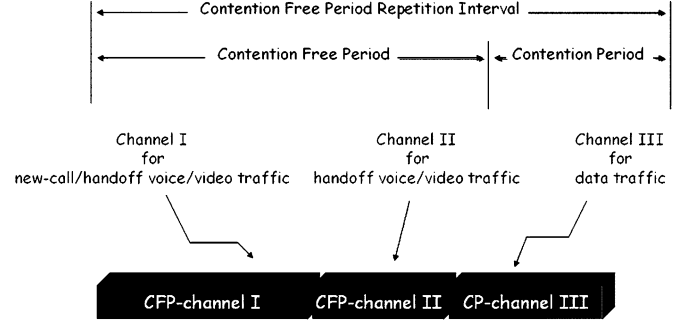 Contention Free Period Repetition Interval
Contention Free Period
Contention Period
Channel I
for
new-call/handoff voice/video traffic
Channel II
for
handoff voice/video traffic
Channel III
for
data traffic
CFP-channel I
CFP-channel II
CP-channel III